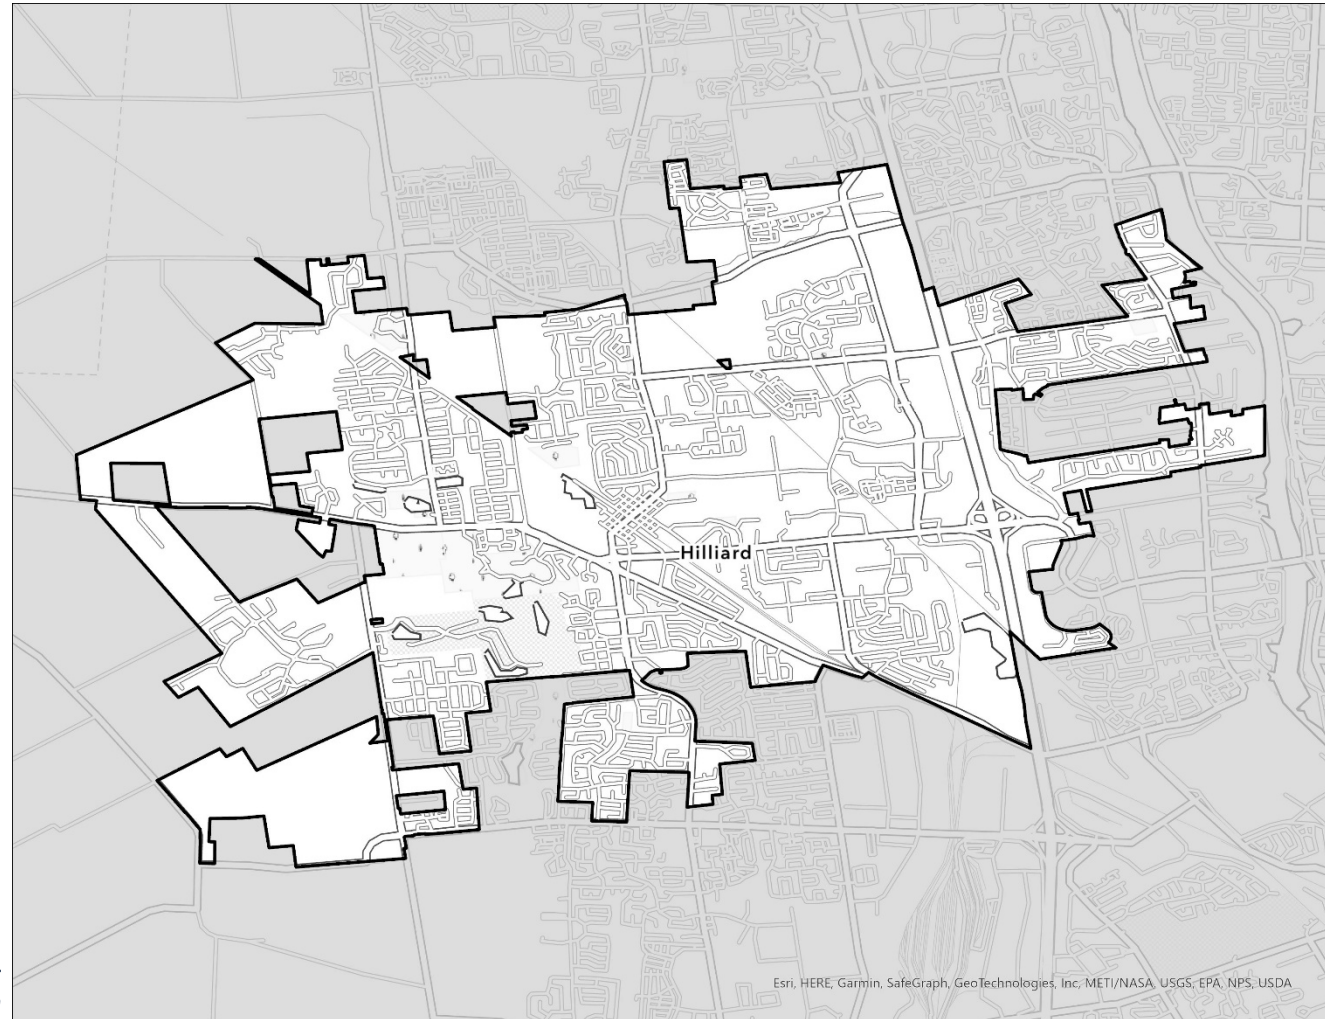 Hilliard
Esri, HERE, Garmin, SafeGraph, GeoTechnologies, Inc, METI/NASA, USGS, EPA, NPS, USDA